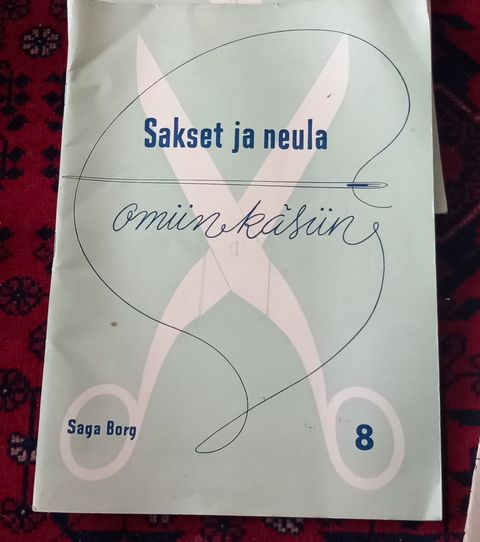 Sakset ja neula
omiin käsiin
Saga Borg
8